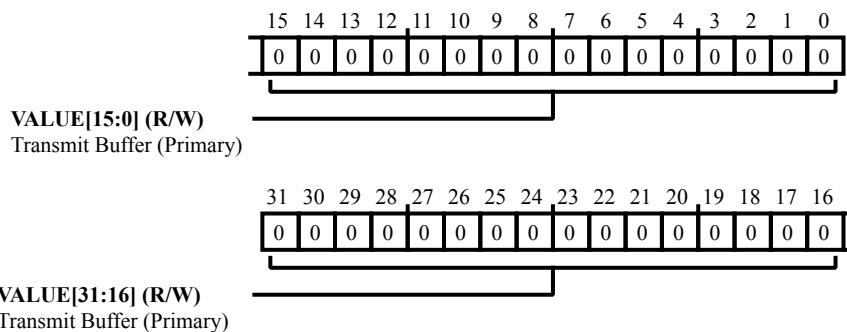 15 14 13 12 11 10 9 8 7 6 5 4 3 2 1 0
0 0 0 0 0 0 0 0 0 0 0 0 0 0 0 0
VALUE[15:0] (R/W)
Transmit Buffer (Primary)
31 30 29 28 27 26 25 24 23 22 21 20 19 18 17 16
0 0 0 0 0 0 0 0 0 0 0 0 0 0 0 0
VALUE[31:16] (R/W)
Transmit Buffer (Primary)